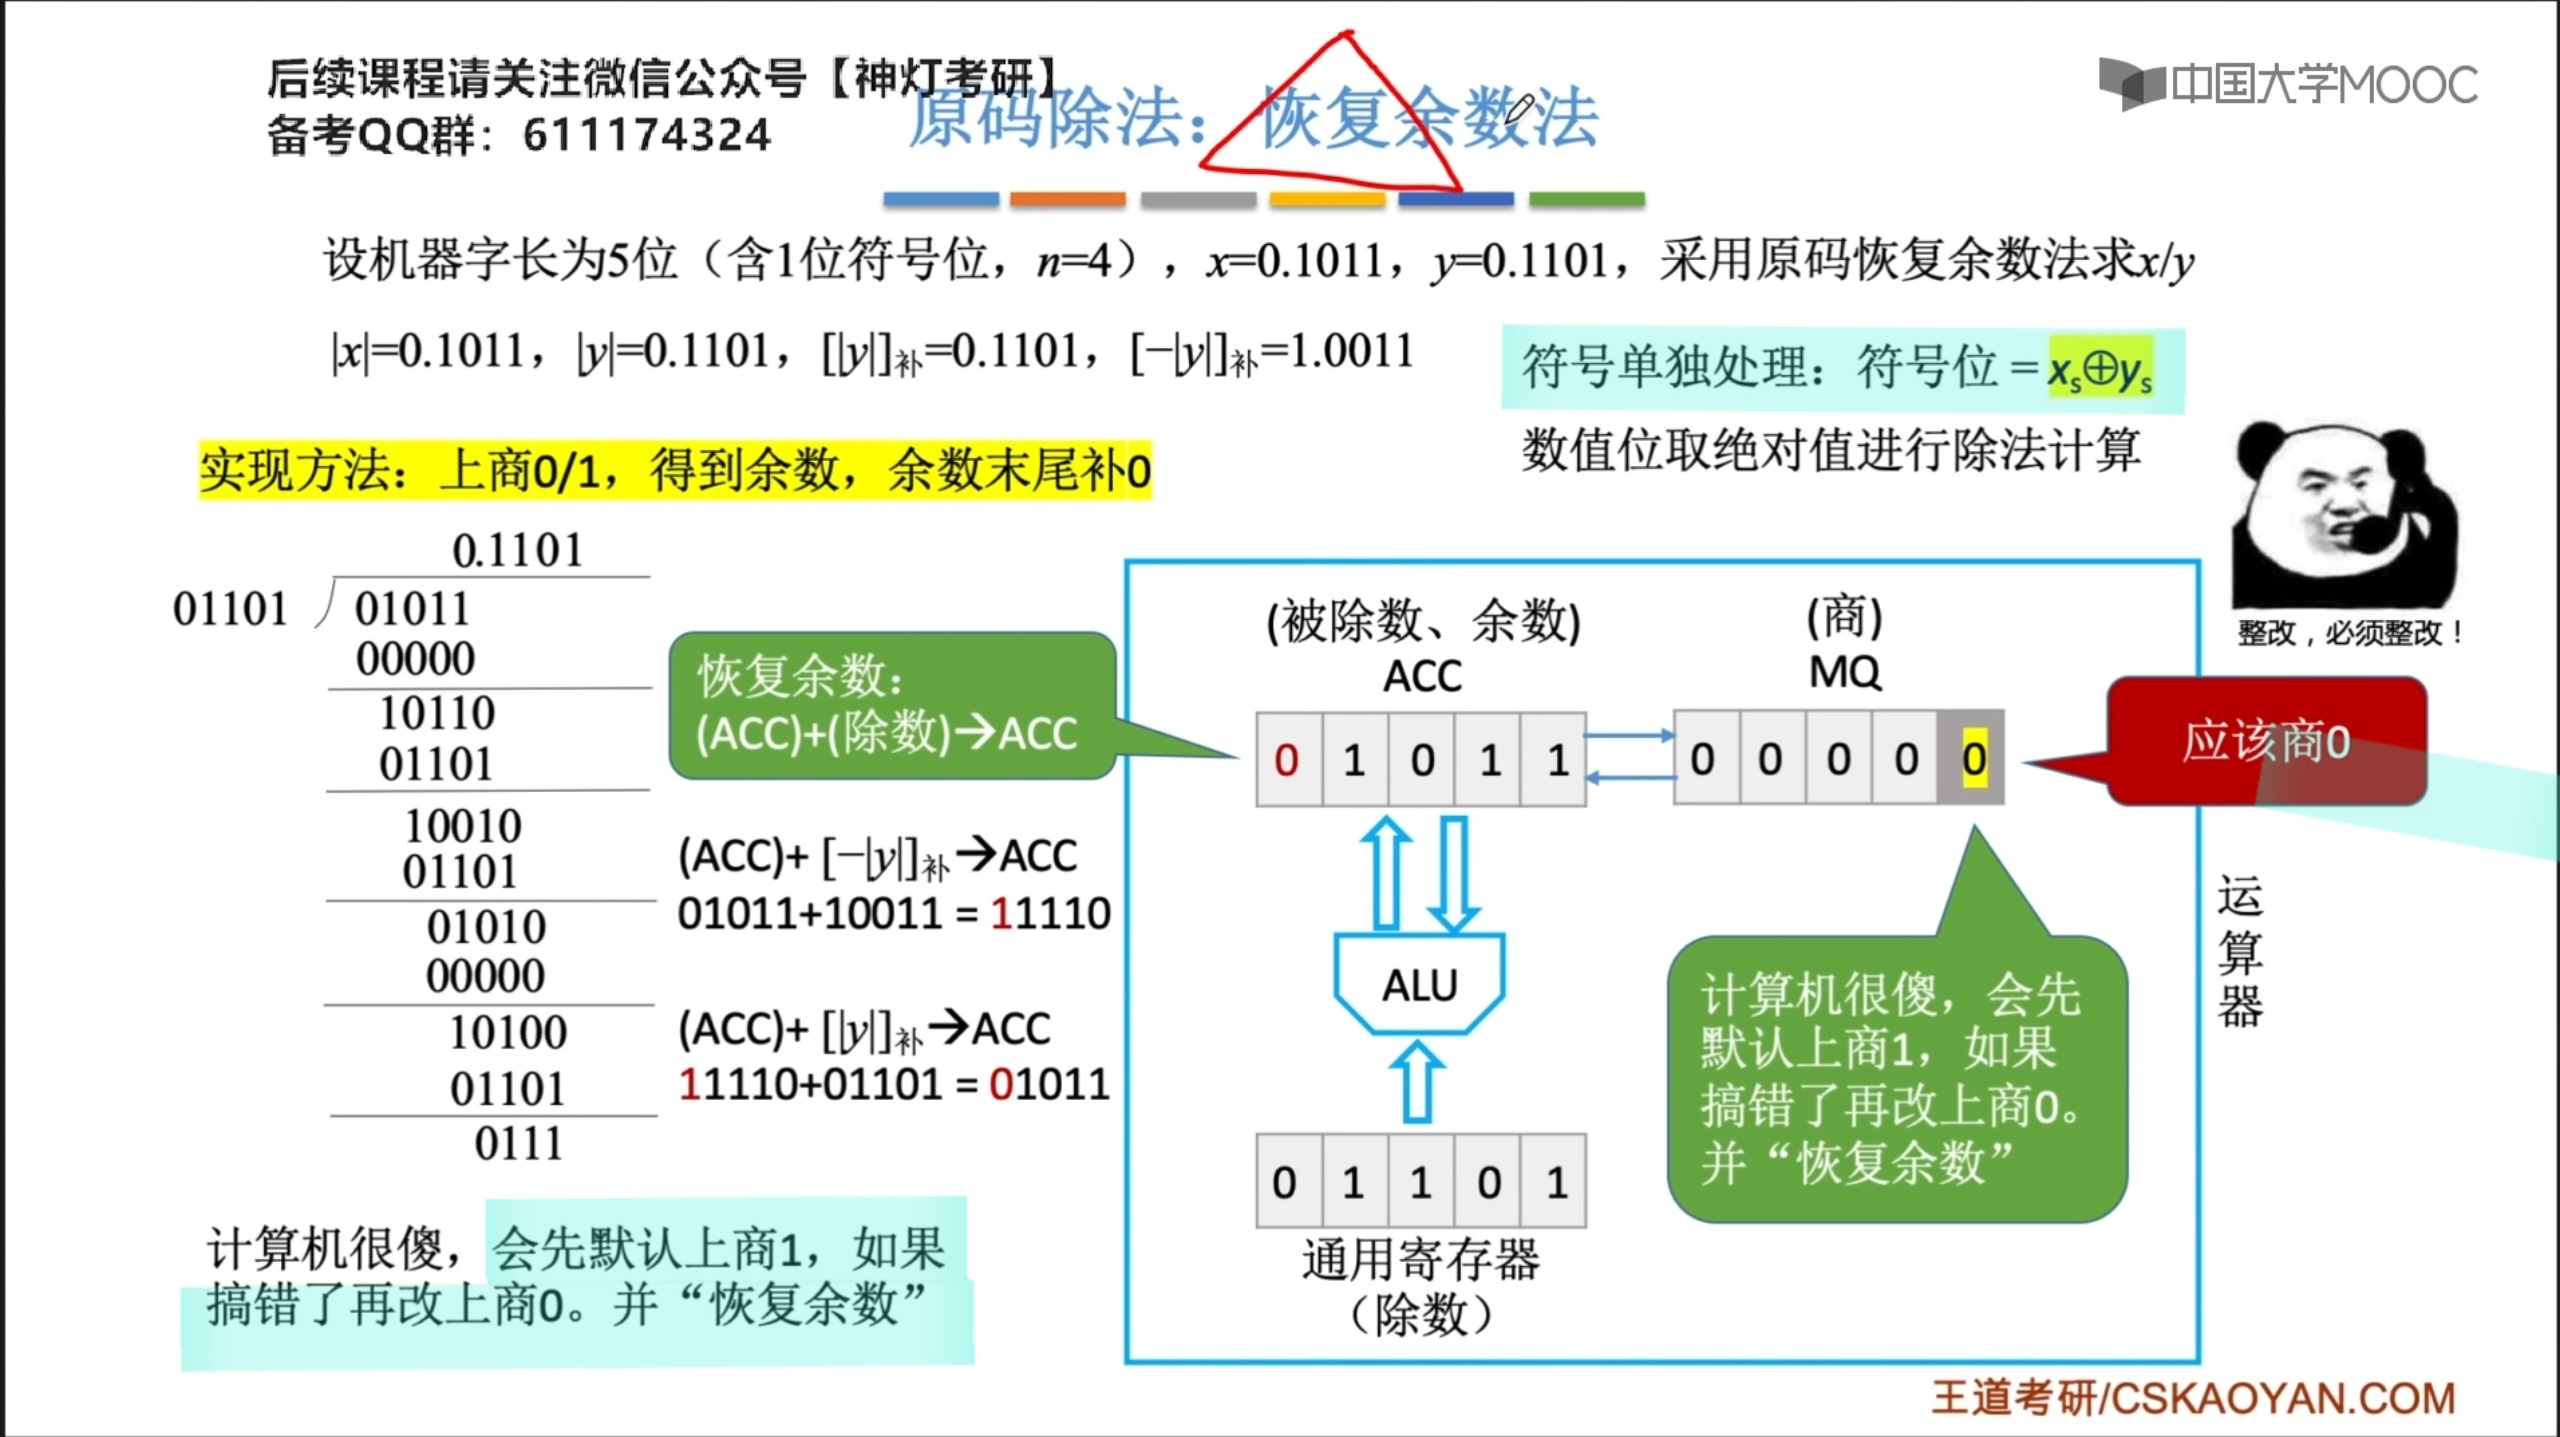 后续课程请关注微信公众号【神灯考研】
备考QQ群：611174324
中国大学MOOC
原码除法：恢复余数法
设机器字长为5位（含1位符号位，n=4），x=0.1011，y=0.1101，采用原码恢复余数法求x/y
|x|=0.1011，|y|=0.1101，[|y|]补=0.1101，[−|y|]补=1.0011
符号单独处理：符号位 = xs⊕ys
数值位取绝对值进行除法计算
实现方法：上商0/1，得到余数，余数末尾补0
0.1101
01101
01011
00000
10110
01101
10010
01101
01010
00000
10100
01101
0111
恢复余数：
(ACC)+(除数)→ACC
(ACC)+ [−|y|]补→ACC
01011+10011 = 11110
(ACC)+ [|y|]补→ACC
11110+01101 = 01011
计算机很傻，会先默认上商1，如果
搞错了再改上商0。并“恢复余数”
(被除数、余数)
ACC
0 1 0 1 1
(商)
MQ
0 0 0 0 0
ALU
0 1 1 0 1
通用寄存器
（除数）
整改，必须整改！
应该商0
计算机很傻，会先
默认上商1，如果
搞错了再改上商0。
并“恢复余数”
运
算
器
王道考研/CSKAOYAN.COM